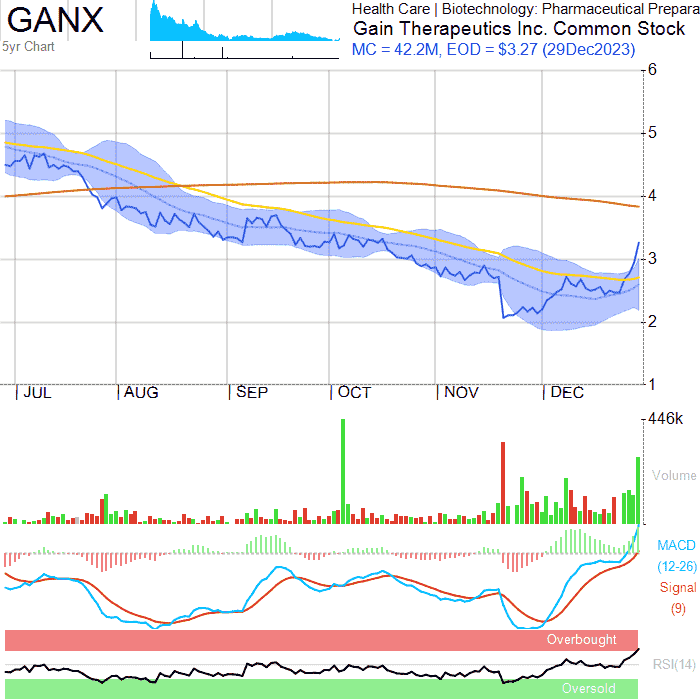 GANX
5yr Chart
Health Care | Biotechnology: Pharmaceutical Prepara
Gain Therapeutics Inc. Common Stock
MC = 42.2M, EOD = $3.27 (29Dec2023)
6
5
4
3
2
1
JUL AUG SEP OCT NOV DEC
446k
Volume
MACD
(12-26)
Signal
(9)
Overbought
RSI(14)
Oversold